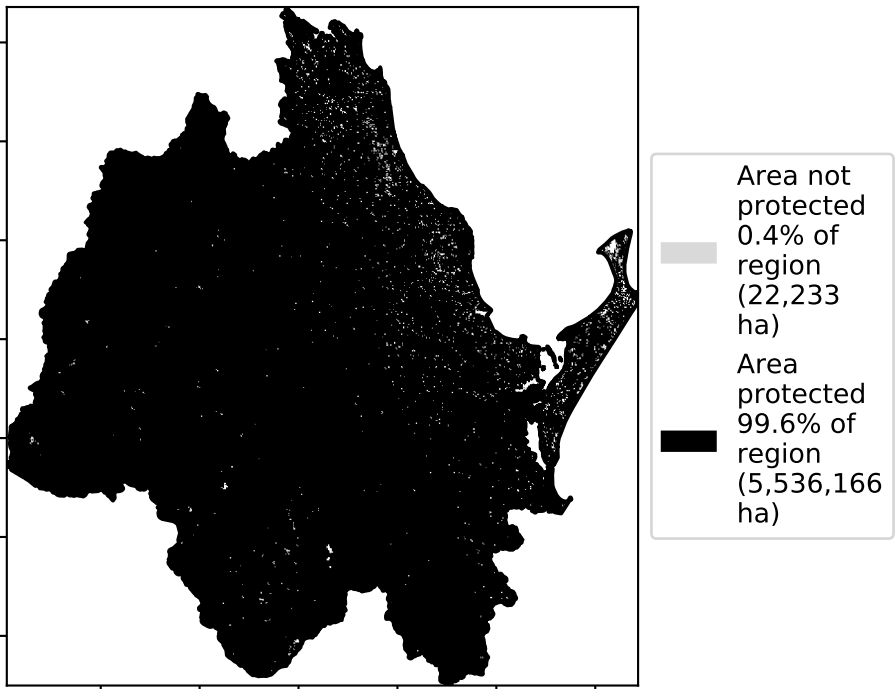 Area not
protected
0.4% of
region
(22,233
ha)
Area
protected
99.6% of
region
(5,536,166
ha)